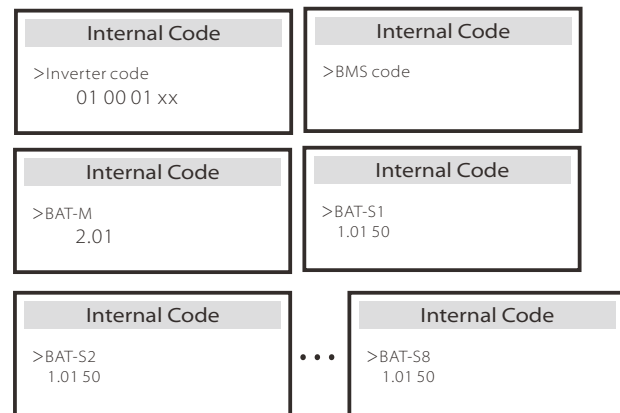 Internal Code
>Inverter code
01 00 01 xx
Internal Code
>BMS code
Internal Code
>BAT-M
2.01
Internal Code
>BAT-S1
1.01 50
Internal Code
>BAT-S2
1.01 50
...
Internal Code
>BAT-S8
1.01 50